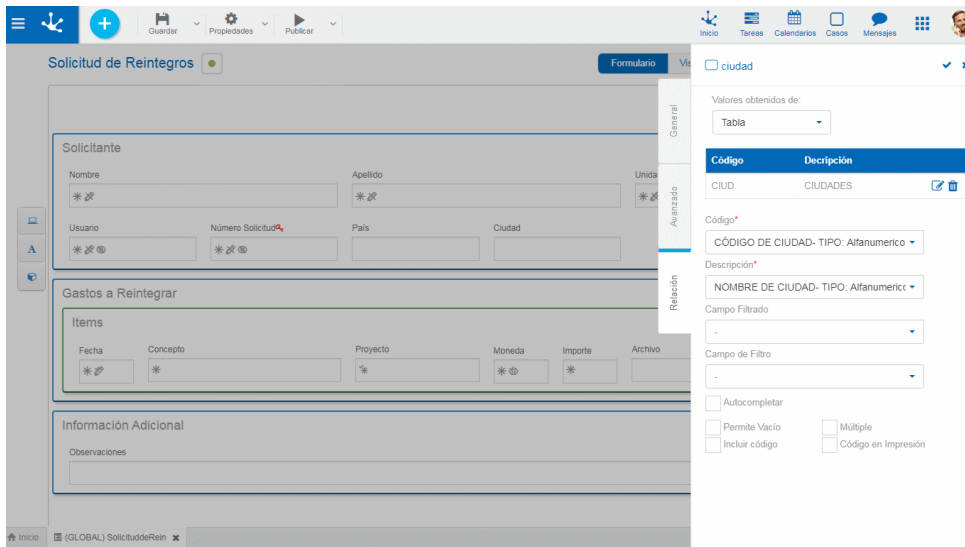 Guardar
Propiedades
Publicar
Inicio
Tareas
Calendarios
Casos
Mensajes
Solicitud de Reintegros
Formulario
ciudad
General
Avanzado
Relación
Valores obtenidos de:
Tabla
Código Decripción
CIUD CIUDADES
Código*
CÓDIGO DE CIUDAD- TIPO: Alfanumerico
Descripción*
NOMBRE DE CIUDAD- TIPO: Alfanumeric
Campo Filtrado
-
Campo de Filtro
-
Autocompletar
Permite Vacío Múltiple
Incluir código Código en Impresión
Solicitante
Nombre Apellido Unida
Usuario Número Solicitud País Ciudad
A
Gastos a Reintegrar
Items
Fecha Concepto Proyecto Moneda Importe Archivo
Información Adicional
Observaciones
Inicio (GLOBAL) SolicituddeRein